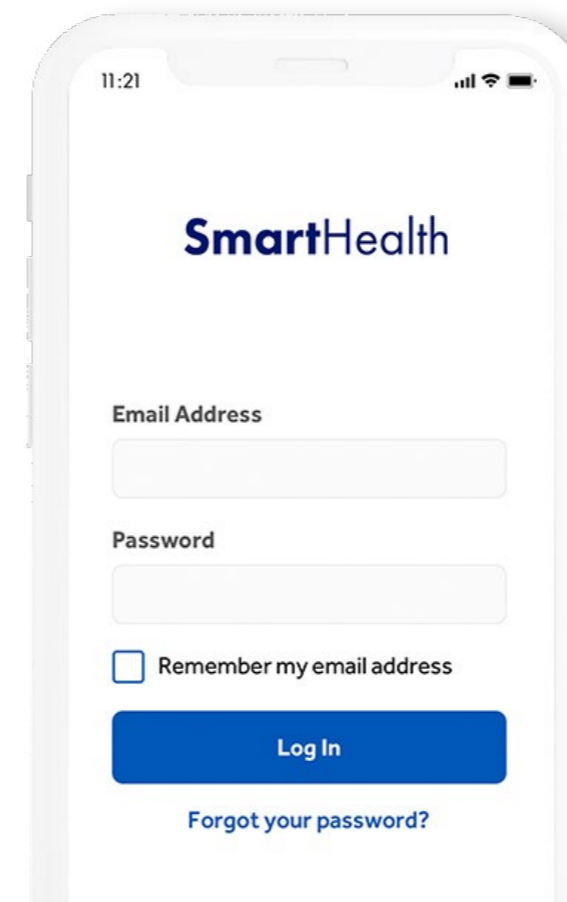 11:21
SmartHealth
Email Address
Password
Remember my email address
Log In
Forgot your password?